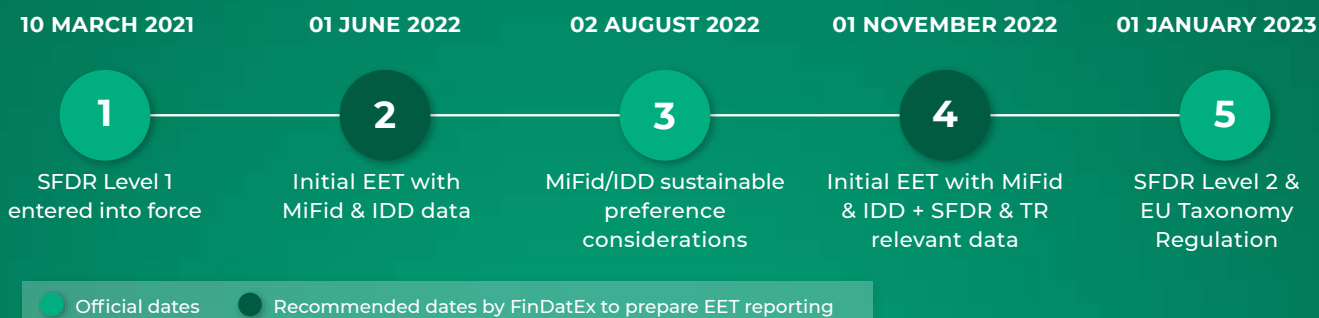 10 MARCH 2021
01 JUNE 2022
02 AUGUST 2022
01 NOVEMBER 2022
01 JANUARY 2023
1
2
3
4
5
SFDR Level 1
entered into force
Initial EET with
MiFid & IDD data
MiFid/IDD sustainable
preference
considerations
Initial EET with MiFid
& IDD + SFDR & TR
relevant data
SFDR Level 2 &
EU Taxonomy
Regulation
Official dates
Recommended dates by FinDatEx to prepare EET reporting